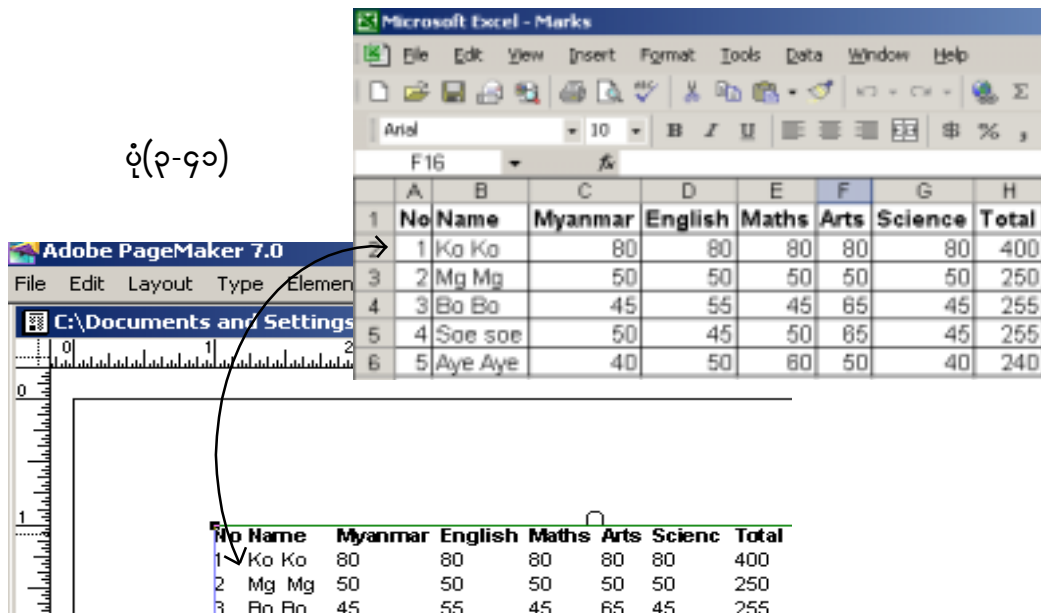 Microsoft Excel - Marks
File Edit View Insert Format Tools Data Window Help
Arial 10 B I U % ,
F16 fx
A B C D E F G H
1 No Name Myanmar English Maths Arts Science Total
2 1 Ko Ko 80 80 80 80 80 400
3 2 Mg Mg 50 50 50 50 50 250
4 3 Bo Bo 45 55 45 65 45 255
5 4 Soe soe 50 45 50 65 45 255
6 5 Aye Aye 40 50 60 50 40 240
ပုံ(၃-၄၁)
Adobe PageMaker 7.0
File Edit Layout Type Elemen
C:\Documents and Settings
0 1 2
0
1
No Name Myanmar English Maths Arts Scienc Total
1 Ko Ko 80 80 80 80 80 400
2 Mg Mg 50 50 50 50 50 250
3 Bo Bo 45 55 45 65 45 255